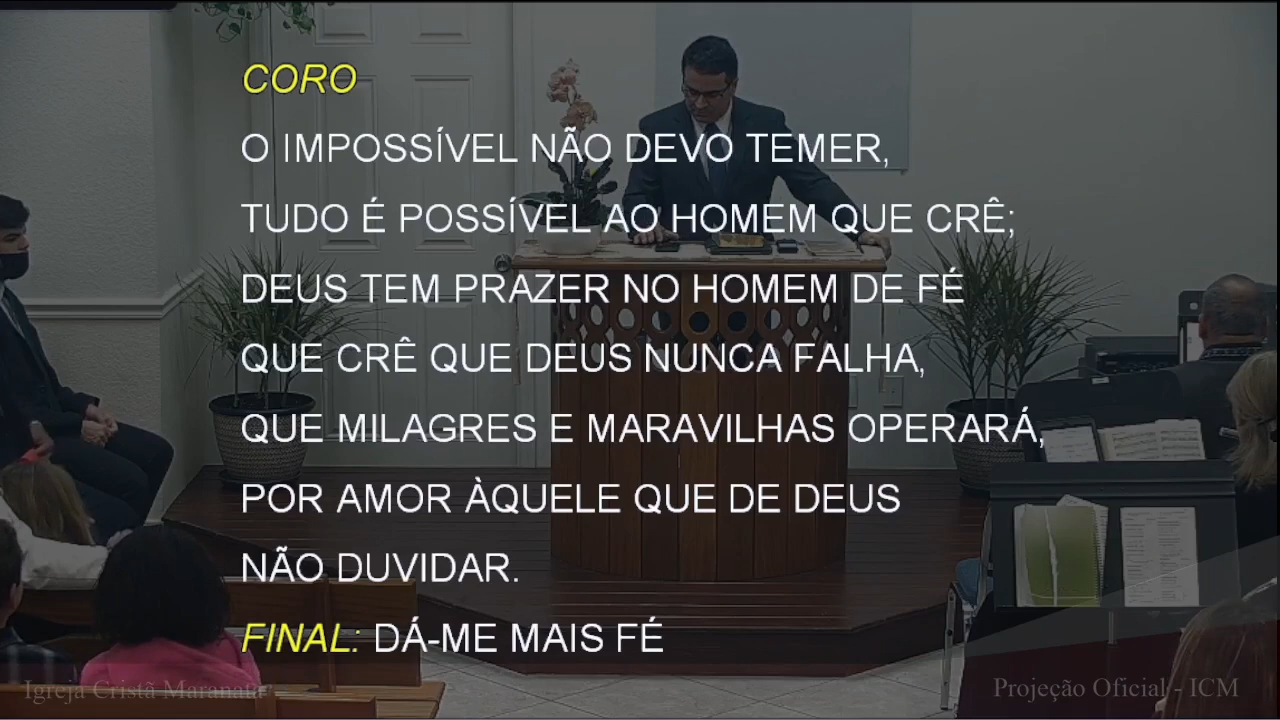 CORO
O IMPOSSÍVEL NÃO DEVO TEMER,
TUDO É POSSÍVEL AO HOMEM QUE CRÊ;
DEUS TEM PRAZER NO HOMEM DE FÉ
QUE CRÊ QUE DEUS NUNCA FALHA,
QUE MILAGRES E MARAVILHAS OPERARÁ,
POR AMOR ÀQUELE QUE DE DEUS
NÃO DUVIDAR.
FINAL: DÁ-ME MAIS FÉ
Igreja Cristã Maranata
Projeção Oficial - ICM